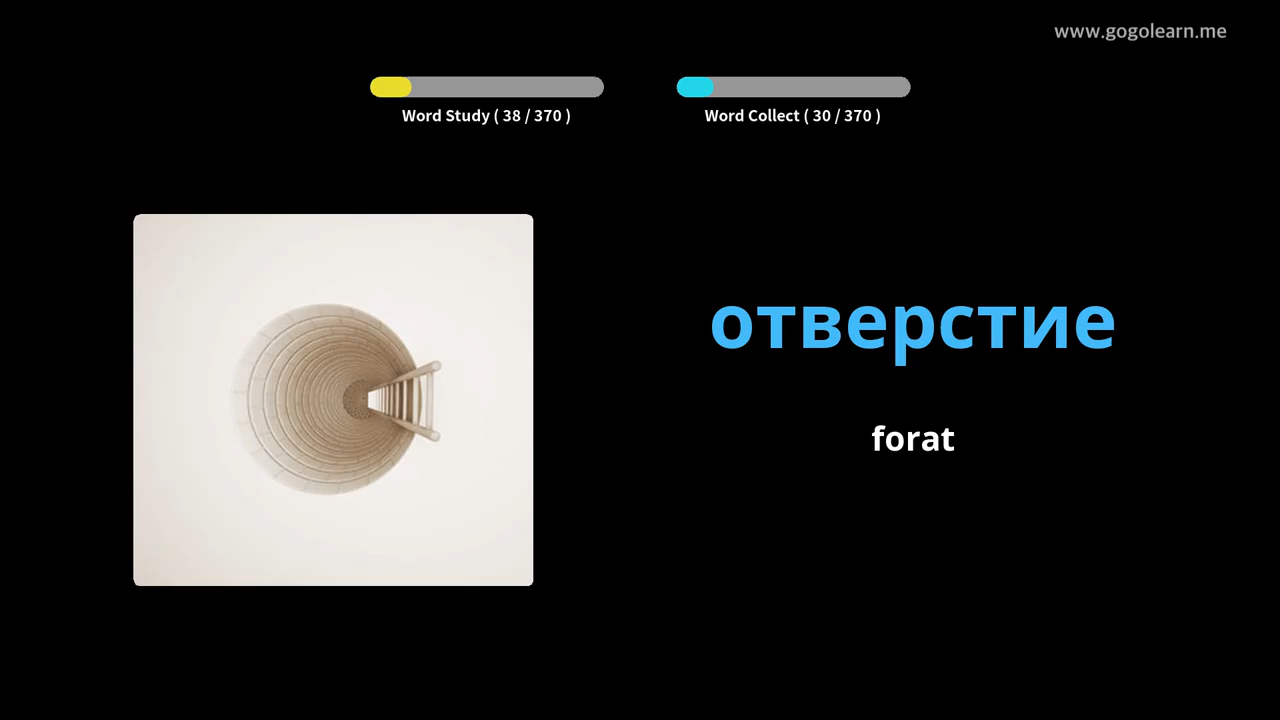 www.gogolearn.me
Word Study ( 38 / 370 )
Word Collect ( 30 / 370 )
отверстие
forat